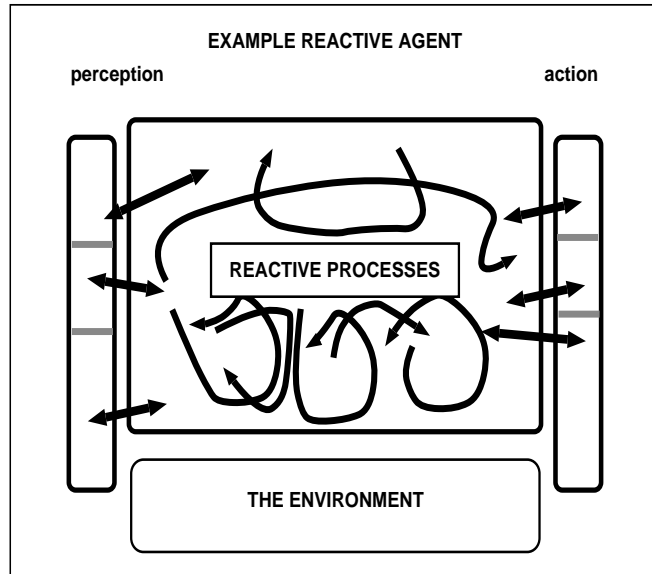 EXAMPLE REACTIVE AGENT
perception
action
REACTIVE PROCESSES
THE ENVIRONMENT